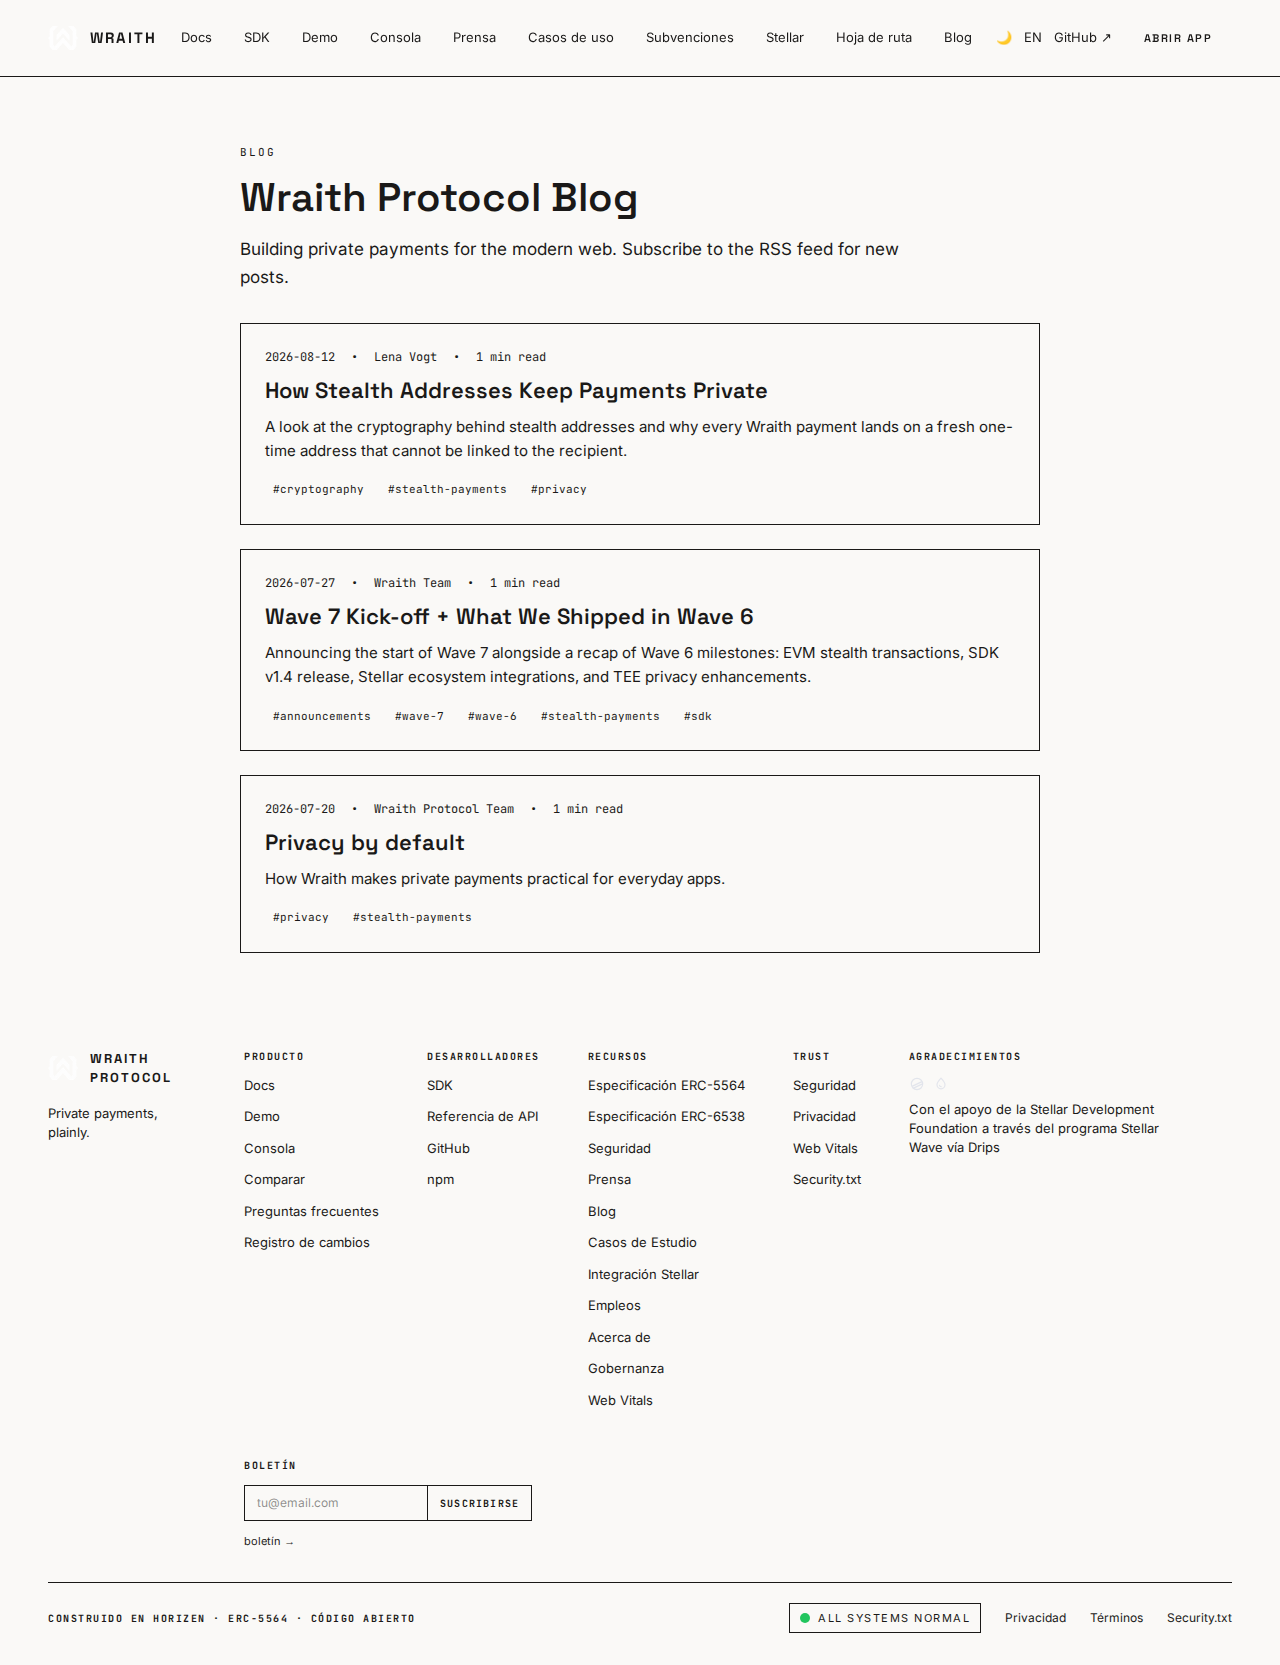 WRAITH Docs SDK Demo Consola Prensa Casos de uso Subvenciones Stellar Hoja de ruta Blog 🌙 EN GitHub ↗ ABRIR APP
BLOG
Wraith Protocol Blog
Building private payments for the modern web. Subscribe to the RSS feed for new
posts.
2026-08-12 • Lena Vogt • 1 min read
How Stealth Addresses Keep Payments Private
A look at the cryptography behind stealth addresses and why every Wraith payment lands on a fresh one-
time address that cannot be linked to the recipient.
#cryptography #stealth-payments #privacy
2026-07-27 • Wraith Team • 1 min read
Wave 7 Kick-off + What We Shipped in Wave 6
Announcing the start of Wave 7 alongside a recap of Wave 6 milestones: EVM stealth transactions, SDK
v1.4 release, Stellar ecosystem integrations, and TEE privacy enhancements.
#announcements #wave-7 #wave-6 #stealth-payments #sdk
2026-07-20 • Wraith Protocol Team • 1 min read
Privacy by default
How Wraith makes private payments practical for everyday apps.
#privacy #stealth-payments
WRAITH
PROTOCOL
Private payments,
plainly.
PRODUCTO
Docs
Demo
Consola
Comparar
Preguntas frecuentes
Registro de cambios
DESARROLLADORES
SDK
Referencia de API
GitHub
npm
RECURSOS
Especificación ERC-5564
Especificación ERC-6538
Seguridad
Prensa
Blog
Casos de Estudio
Integración Stellar
Empleos
Acerca de
Gobernanza
Web Vitals
TRUST
Seguridad
Privacidad
Web Vitals
Security.txt
AGRADECIMIENTOS
Con el apoyo de la Stellar Development
Foundation a través del programa Stellar
Wave vía Drips
BOLETÍN
tu@email.com SUSCRIBIRSE
boletín →
CONSTRUIDO EN HORIZEN · ERC-5564 · CÓDIGO ABIERTO
ALL SYSTEMS NORMAL Privacidad Términos Security.txt